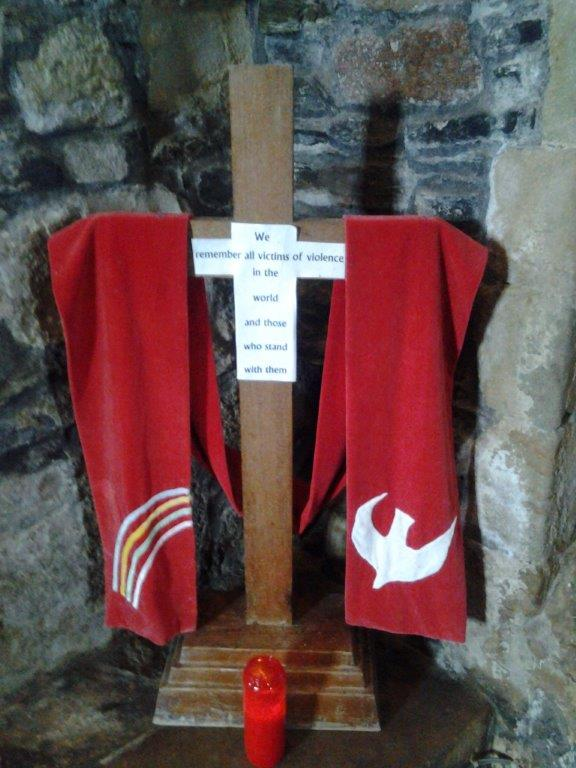 We
remember all victims of violence
in the
world
and those
who stand
with them